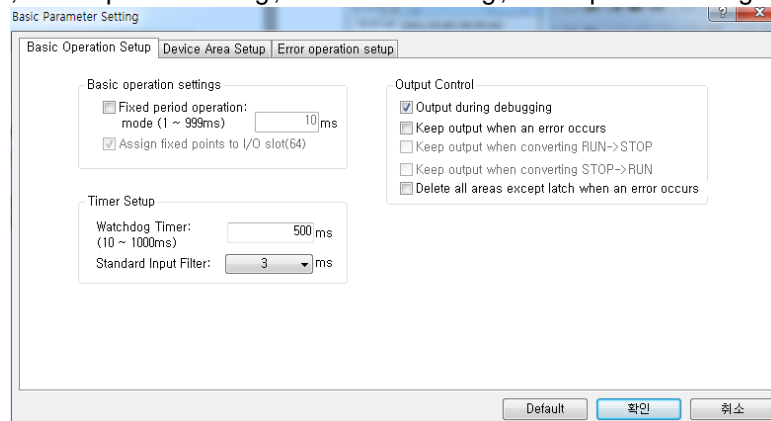 Basic Parameter Setting
Basic Operation Setup Device Area Setup Error operation setup
Basic operation settings
Fixed period operation:
mode (1 ~ 999ms) 10 ms
Assign fixed points to I/O slot(64)
Timer Setup
Watchdog Timer: 500 ms
(10 ~ 1000ms)
Standard Input Filter: 3 ms
Output Control
Output during debugging
Keep output when an error occurs
Keep output when converting RUN->STOP
Keep output when converting STOP->RUN
Delete all areas except latch when an error occurs
Default 확인 취소